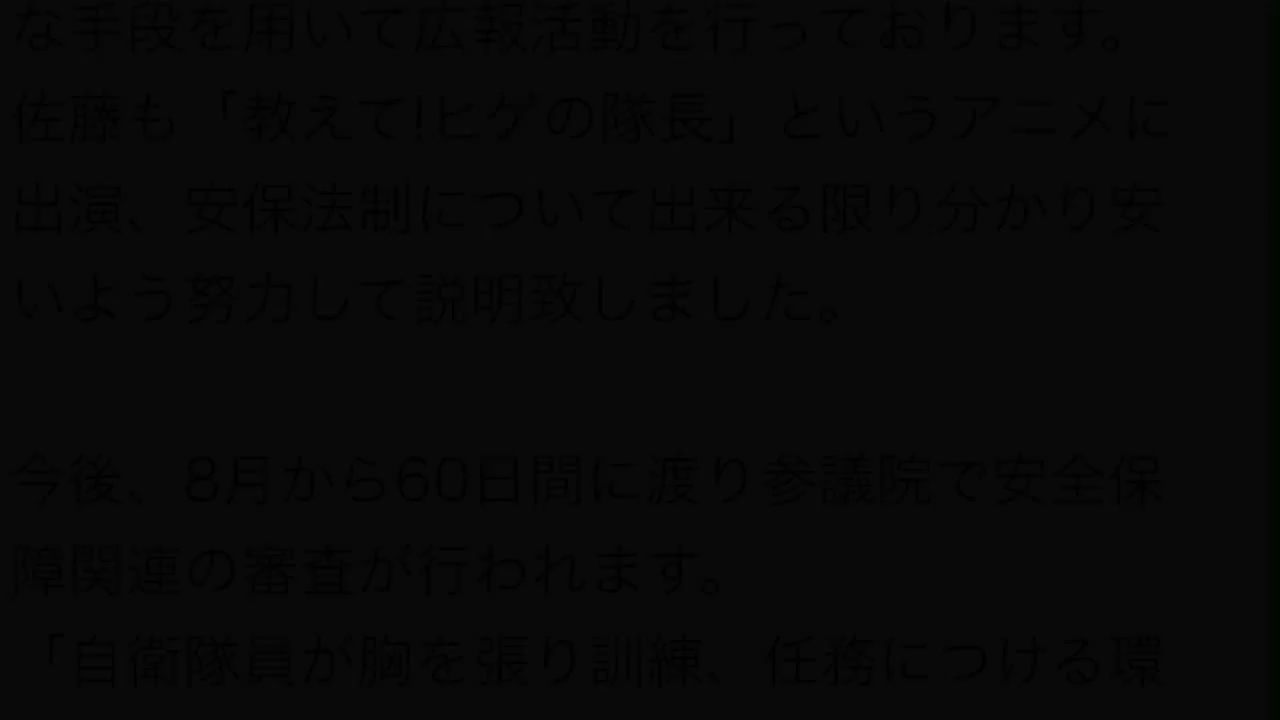 な手段を用いて広報活動を行っております。
佐藤も「教えて!ヒゲの隊長」というアニメに
出演、安保法制について出来る限り分かり安
いよう努力して説明致しました。
今後、8月から60日間に渡り参議院で安全保
障関連の審査が行われます。
「自衛隊員が胸を張り訓練、任務につける環